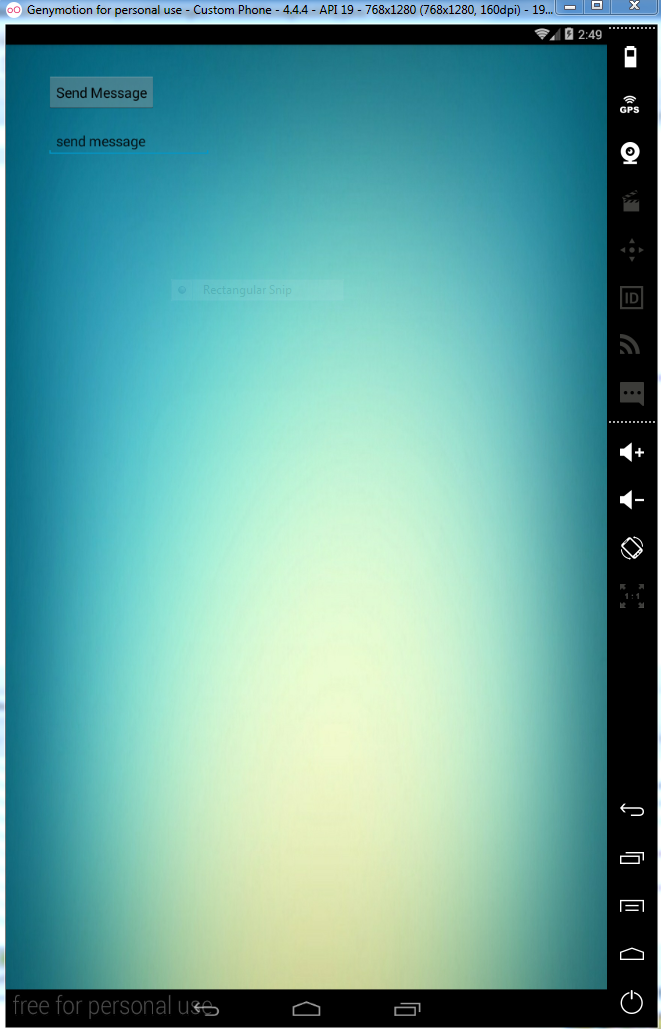 Genymotion for personal use - Custom Phone - 4.4.4 - API 19 - 768x1280 (768x1280, 160dpi) - 19...
2:49
Send Message
GPS
send message
Rectangular Snip
ID
1 : 1
free for personal use